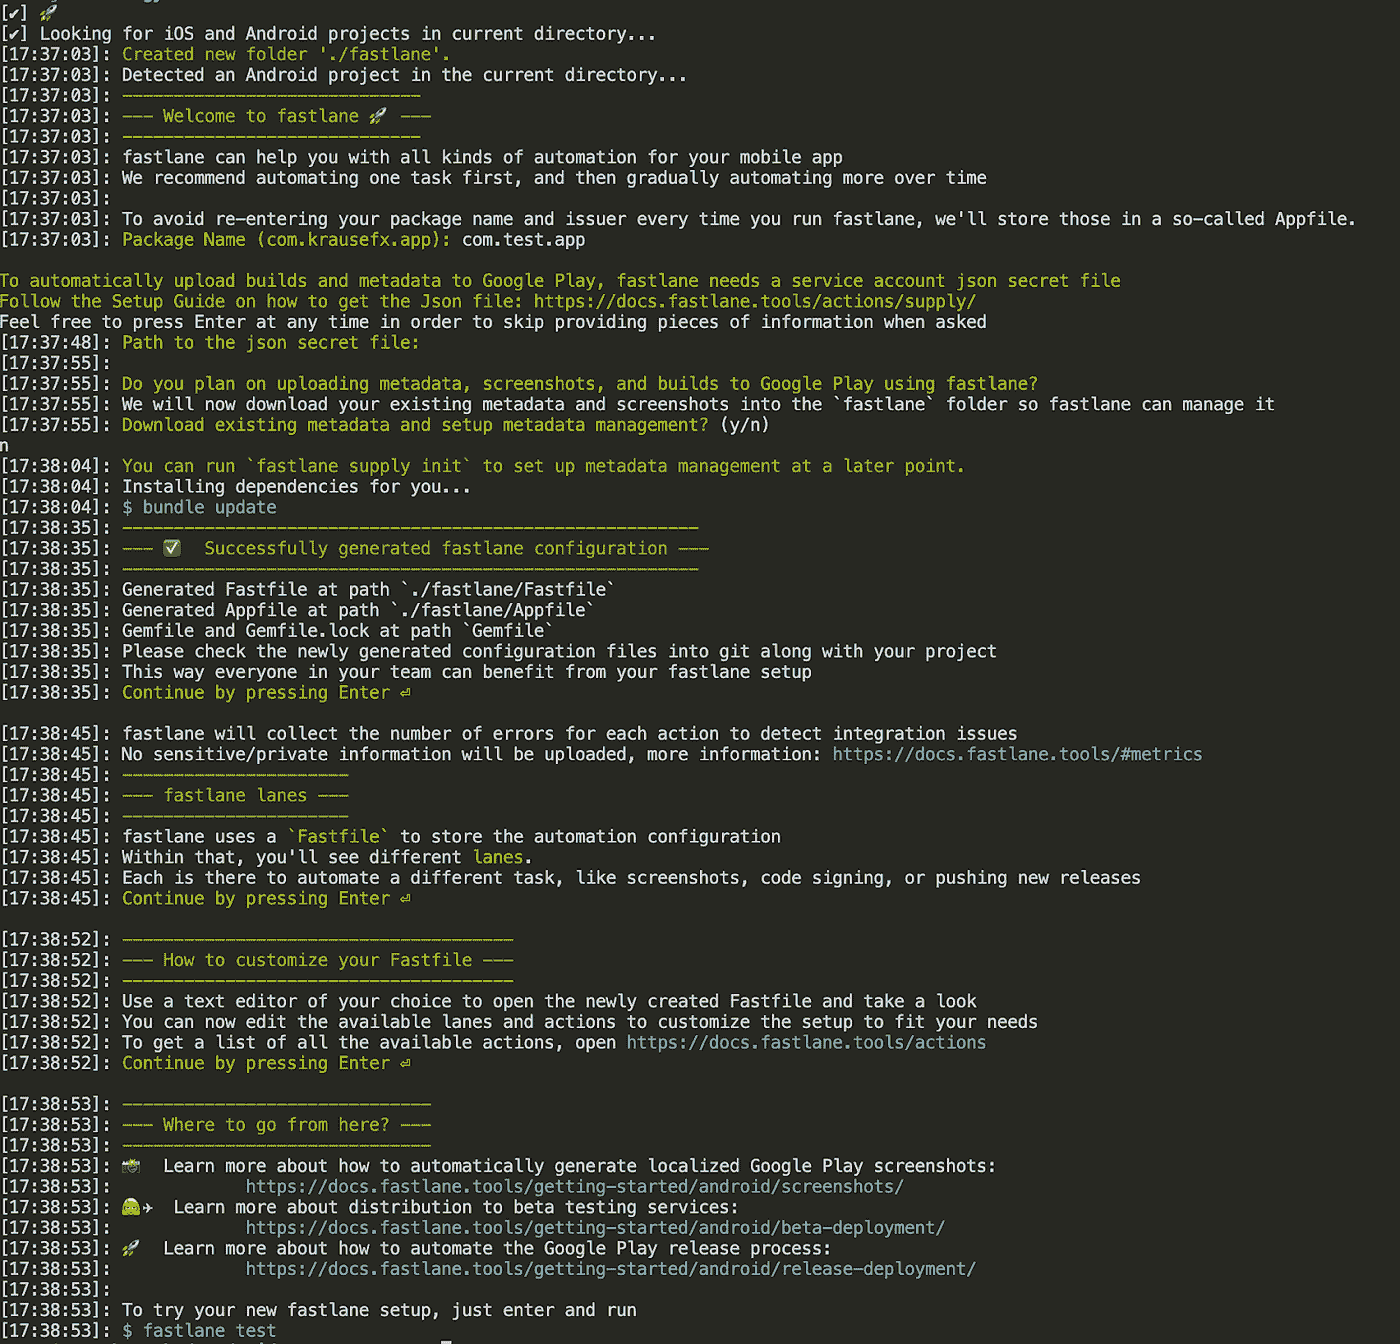 [✔] 🚀
[✔] Looking for iOS and Android projects in current directory...
[17:37:03]: Created new folder './fastlane'.
[17:37:03]: Detected an Android project in the current directory...
[17:37:03]: -----------------------------
[17:37:03]: --- Welcome to fastlane 🚀 ---
[17:37:03]: -----------------------------
[17:37:03]: fastlane can help you with all kinds of automation for your mobile app
[17:37:03]: We recommend automating one task first, and then gradually automating more over time
[17:37:03]:
[17:37:03]: To avoid re-entering your package name and issuer every time you run fastlane, we'll store those in a so-called Appfile.
[17:37:03]: Package Name (com.krausefx.app): com.test.app
To automatically upload builds and metadata to Google Play, fastlane needs a service account json secret file
Follow the Setup Guide on how to get the Json file: https://docs.fastlane.tools/actions/supply/
Feel free to press Enter at any time in order to skip providing pieces of information when asked
[17:37:48]: Path to the json secret file:
[17:37:55]:
[17:37:55]: Do you plan on uploading metadata, screenshots, and builds to Google Play using fastlane?
[17:37:55]: We will now download your existing metadata and screenshots into the `fastlane` folder so fastlane can manage it
[17:37:55]: Download existing metadata and setup metadata management? (y/n)
n
[17:38:04]: You can run `fastlane supply init` to set up metadata management at a later point.
[17:38:04]: Installing dependencies for you...
[17:38:04]: $ bundle update
[17:38:35]: --------------------------------------------------------
[17:38:35]: --- ✅  Successfully generated fastlane configuration ---
[17:38:35]: --------------------------------------------------------
[17:38:35]: Generated Fastfile at path `./fastlane/Fastfile`
[17:38:35]: Generated Appfile at path `./fastlane/Appfile`
[17:38:35]: Gemfile and Gemfile.lock at path `Gemfile`
[17:38:35]: Please check the newly generated configuration files into git along with your project
[17:38:35]: This way everyone in your team can benefit from your fastlane setup
[17:38:35]: Continue by pressing Enter ⏎
[17:38:45]: fastlane will collect the number of errors for each action to detect integration issues
[17:38:45]: No sensitive/private information will be uploaded, more information: https://docs.fastlane.tools/#metrics
[17:38:45]: ----------------------
[17:38:45]: --- fastlane lanes ---
[17:38:45]: ----------------------
[17:38:45]: fastlane uses a `Fastfile` to store the automation configuration
[17:38:45]: Within that, you'll see different lanes.
[17:38:45]: Each is there to automate a different task, like screenshots, code signing, or pushing new releases
[17:38:45]: Continue by pressing Enter ⏎
[17:38:52]: --------------------------------------
[17:38:52]: --- How to customize your Fastfile ---
[17:38:52]: --------------------------------------
[17:38:52]: Use a text editor of your choice to open the newly created Fastfile and take a look
[17:38:52]: You can now edit the available lanes and actions to customize the setup to fit your needs
[17:38:52]: To get a list of all the available actions, open https://docs.fastlane.tools/actions
[17:38:52]: Continue by pressing Enter ⏎
[17:38:53]: ------------------------------
[17:38:53]: --- Where to go from here? ---
[17:38:53]: ------------------------------
[17:38:53]: 📸  Learn more about how to automatically generate localized Google Play screenshots:
[17:38:53]: https://docs.fastlane.tools/getting-started/android/screenshots/
[17:38:53]: 👩‍✈️  Learn more about distribution to beta testing services:
[17:38:53]: https://docs.fastlane.tools/getting-started/android/beta-deployment/
[17:38:53]: 🚀  Learn more about how to automate the Google Play release process:
[17:38:53]: https://docs.fastlane.tools/getting-started/android/release-deployment/
[17:38:53]:
[17:38:53]: To try your new fastlane setup, just enter and run
[17:38:53]: $ fastlane test